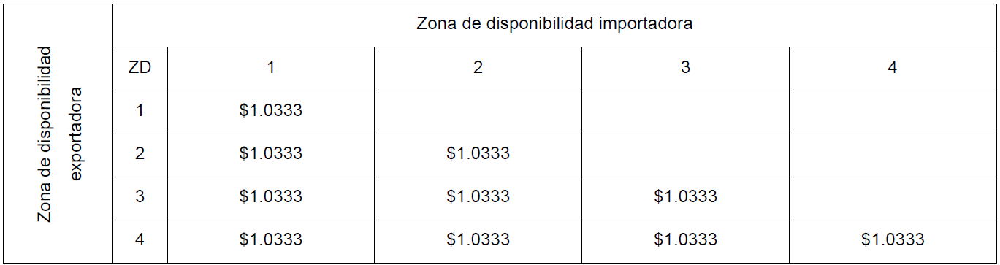 Zona de disponibilidad
exportadora
Zona de disponibilidad importadora
ZD 1 2 3 4
1 $1.0333
2 $1.0333 $1.0333
3 $1.0333 $1.0333 $1.0333
4 $1.0333 $1.0333 $1.0333 $1.0333